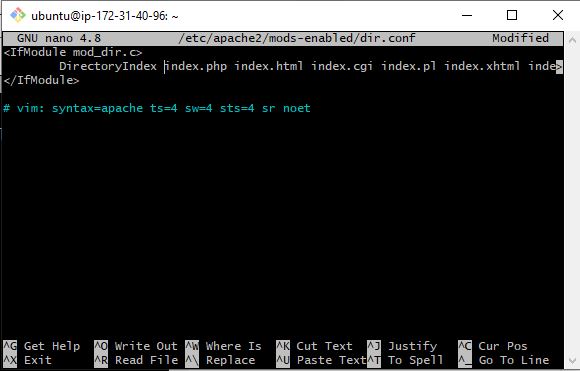 ubuntu@ip-172-31-40-96: ~
GNU nano 4.8 /etc/apache2/mods-enabled/dir.conf Modified
<IfModule mod_dir.c>
DirectoryIndex index.php index.html index.cgi index.pl index.xhtml inde>
</IfModule>
# vim: syntax=apache ts=4 sw=4 sts=4 sr noet
^G Get Help ^O Write Out ^W Where Is ^K Cut Text ^J Justify ^C Cur Pos
^X Exit ^R Read File ^\ Replace ^U Paste Text ^T To Spell ^_ Go To Line